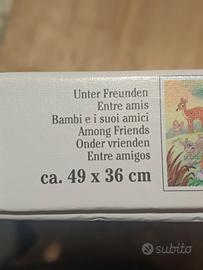 Unter Freunden
Entre amis
Bambi e i suoi amici
Among Friends
Onder vrienden
Entre amigos
ca. 49 x 36 cm
subito